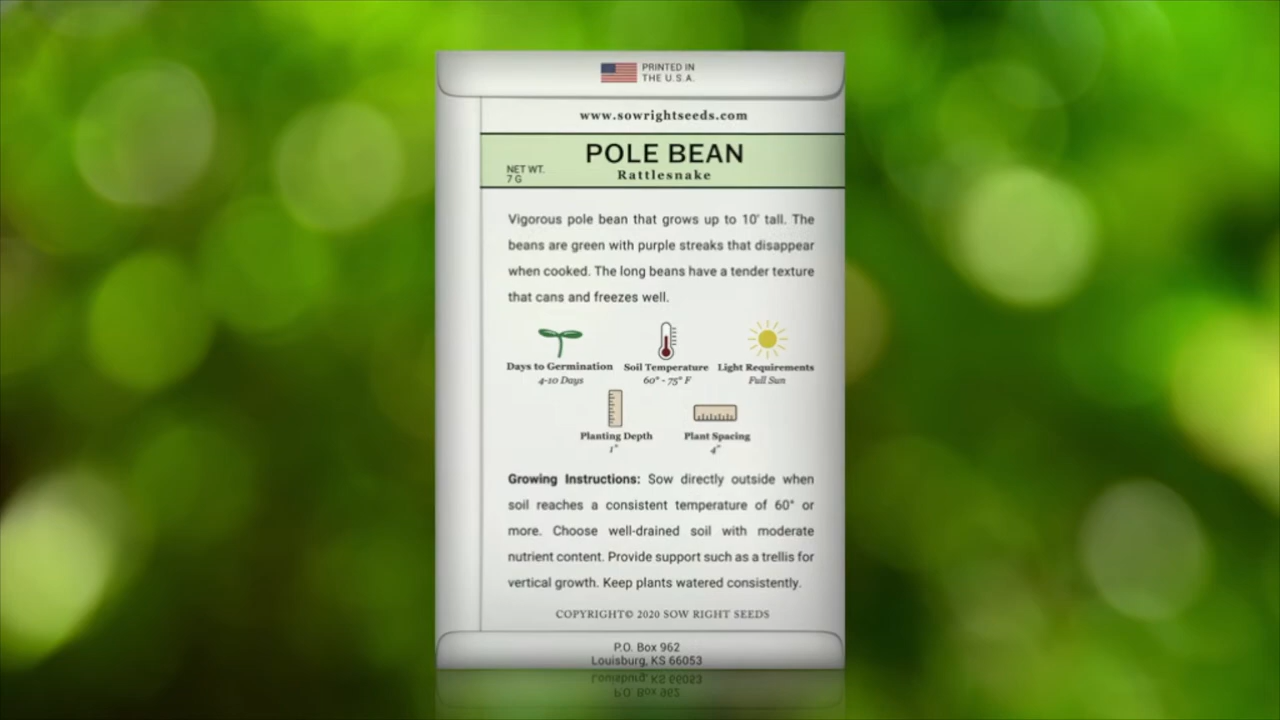 PRINTED IN
THE U.S.A.
www.sowrightseeds.com
POLE BEAN
NET WT.
7 G
Rattlesnake
Vigorous pole bean that grows up to 10' tall. The
beans are green with purple streaks that disappear
when cooked. The long beans have a tender texture
that cans and freezes well.
Days to Germination
4-10 Days
Soil Temperature
60° - 75° F
Light Requirements
Full Sun
Planting Depth
1"
Plant Spacing
4"
Growing Instructions: Sow directly outside when
soil reaches a consistent temperature of 60° or
more. Choose well-drained soil with moderate
nutrient content. Provide support such as a trellis for
vertical growth. Keep plants watered consistently.
COPYRIGHT© 2020 SOW RIGHT SEEDS
P.O. Box 962
Louisburg, KS 66053